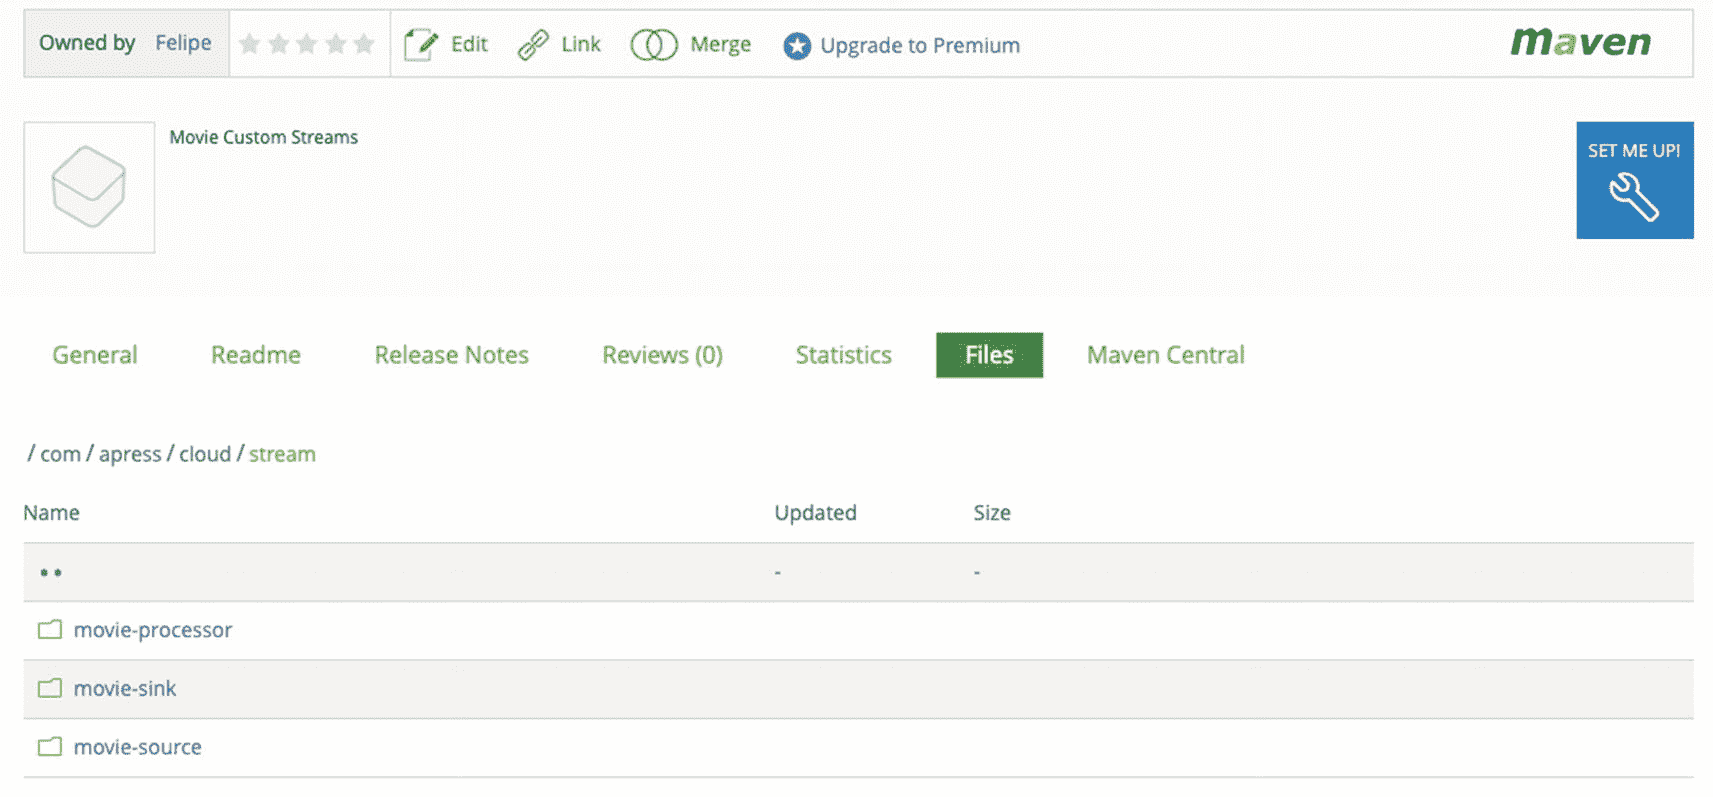 Owned by Felipe Edit Link Merge Upgrade to Premium maven
Movie Custom Streams
SET ME UP!
General Readme Release Notes Reviews (0) Statistics Files Maven Central
/ com / apress / cloud / stream
Name Updated Size
.. - -
movie-processor
movie-sink
movie-source